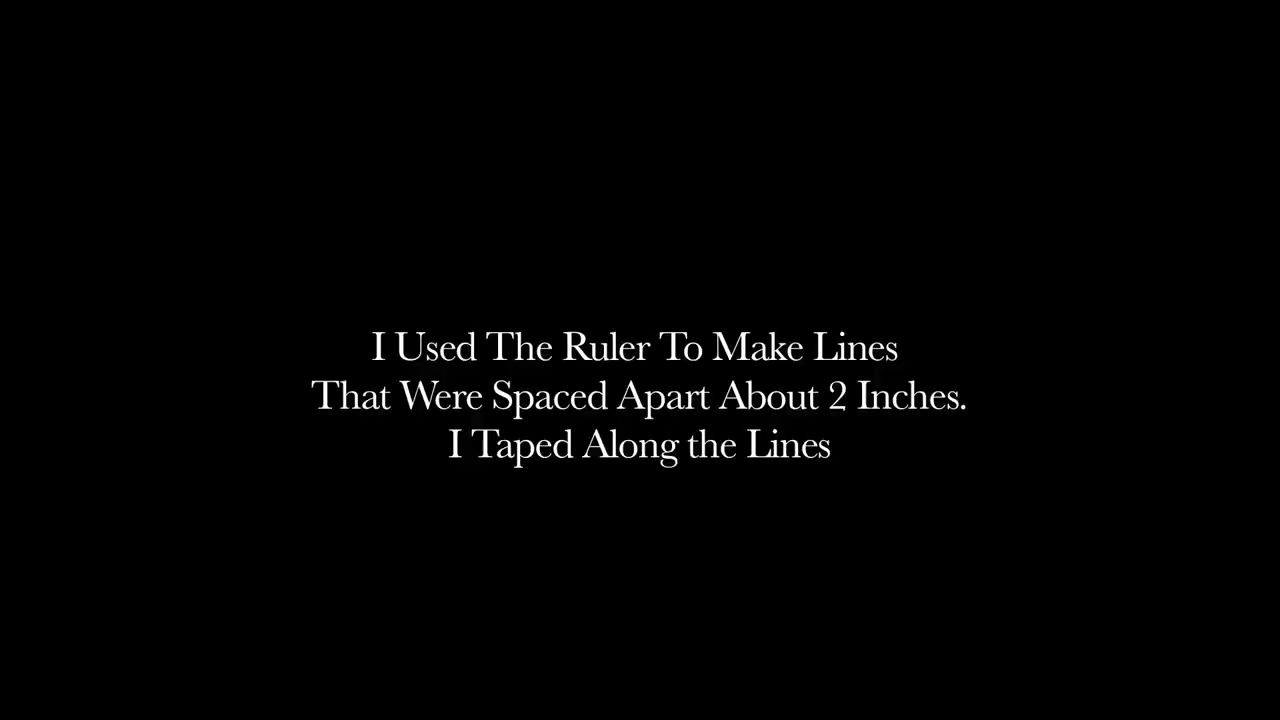 I Used The Ruler To Make Lines
That Were Spaced Apart About 2 Inches.
I Taped Along the Lines